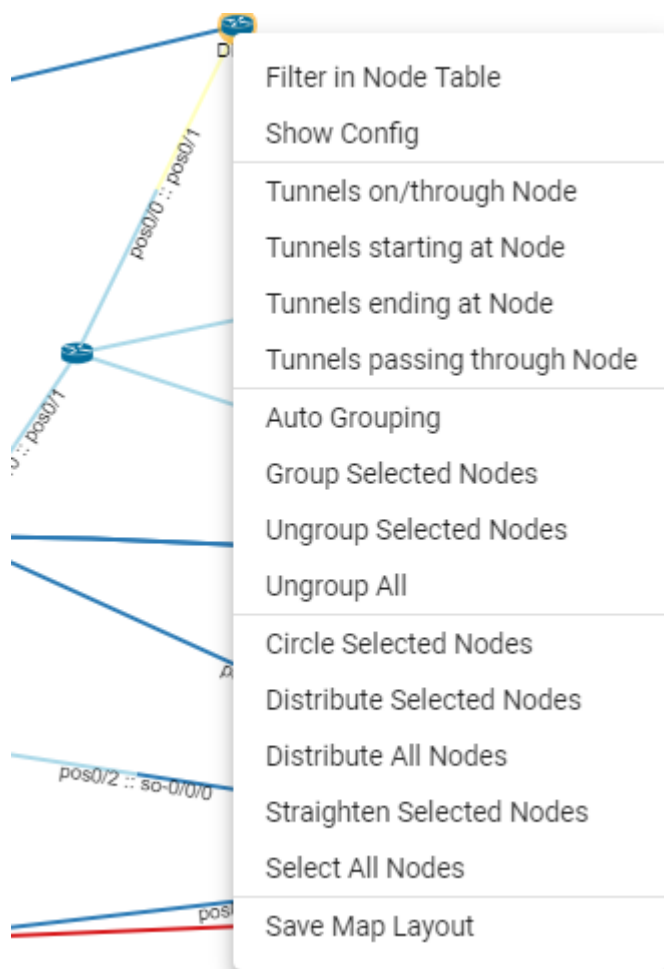 Filter in Node Table
Show Config
Tunnels on/through Node
Tunnels starting at Node
Tunnels ending at Node
Tunnels passing through Node
Auto Grouping
Group Selected Nodes
Ungroup Selected Nodes
Ungroup All
Circle Selected Nodes
Distribute Selected Nodes
Distribute All Nodes
Straighten Selected Nodes
Select All Nodes
Save Map Layout
pos0/0 :: pos0/1
:: pos0/1
pos0/2 :: so-0/0/0